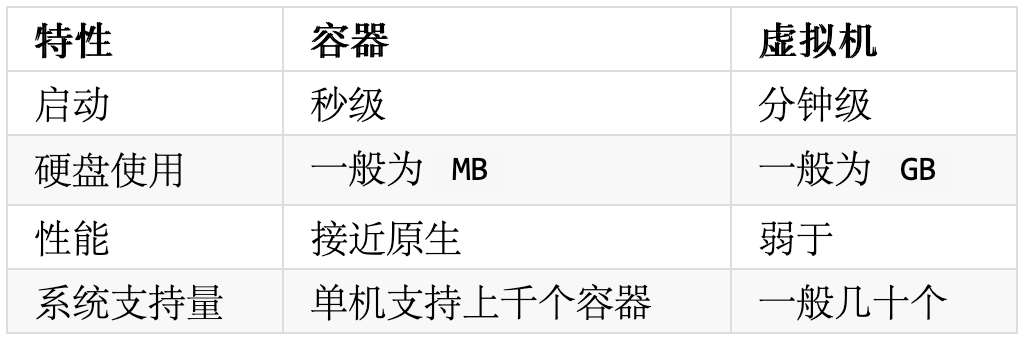 特性 容器 虚拟机
启动 秒级 分钟级
硬盘使用 一般为 MB 一般为 GB
性能 接近原生 弱于
系统支持量 单机支持上千个容器 一般几十个